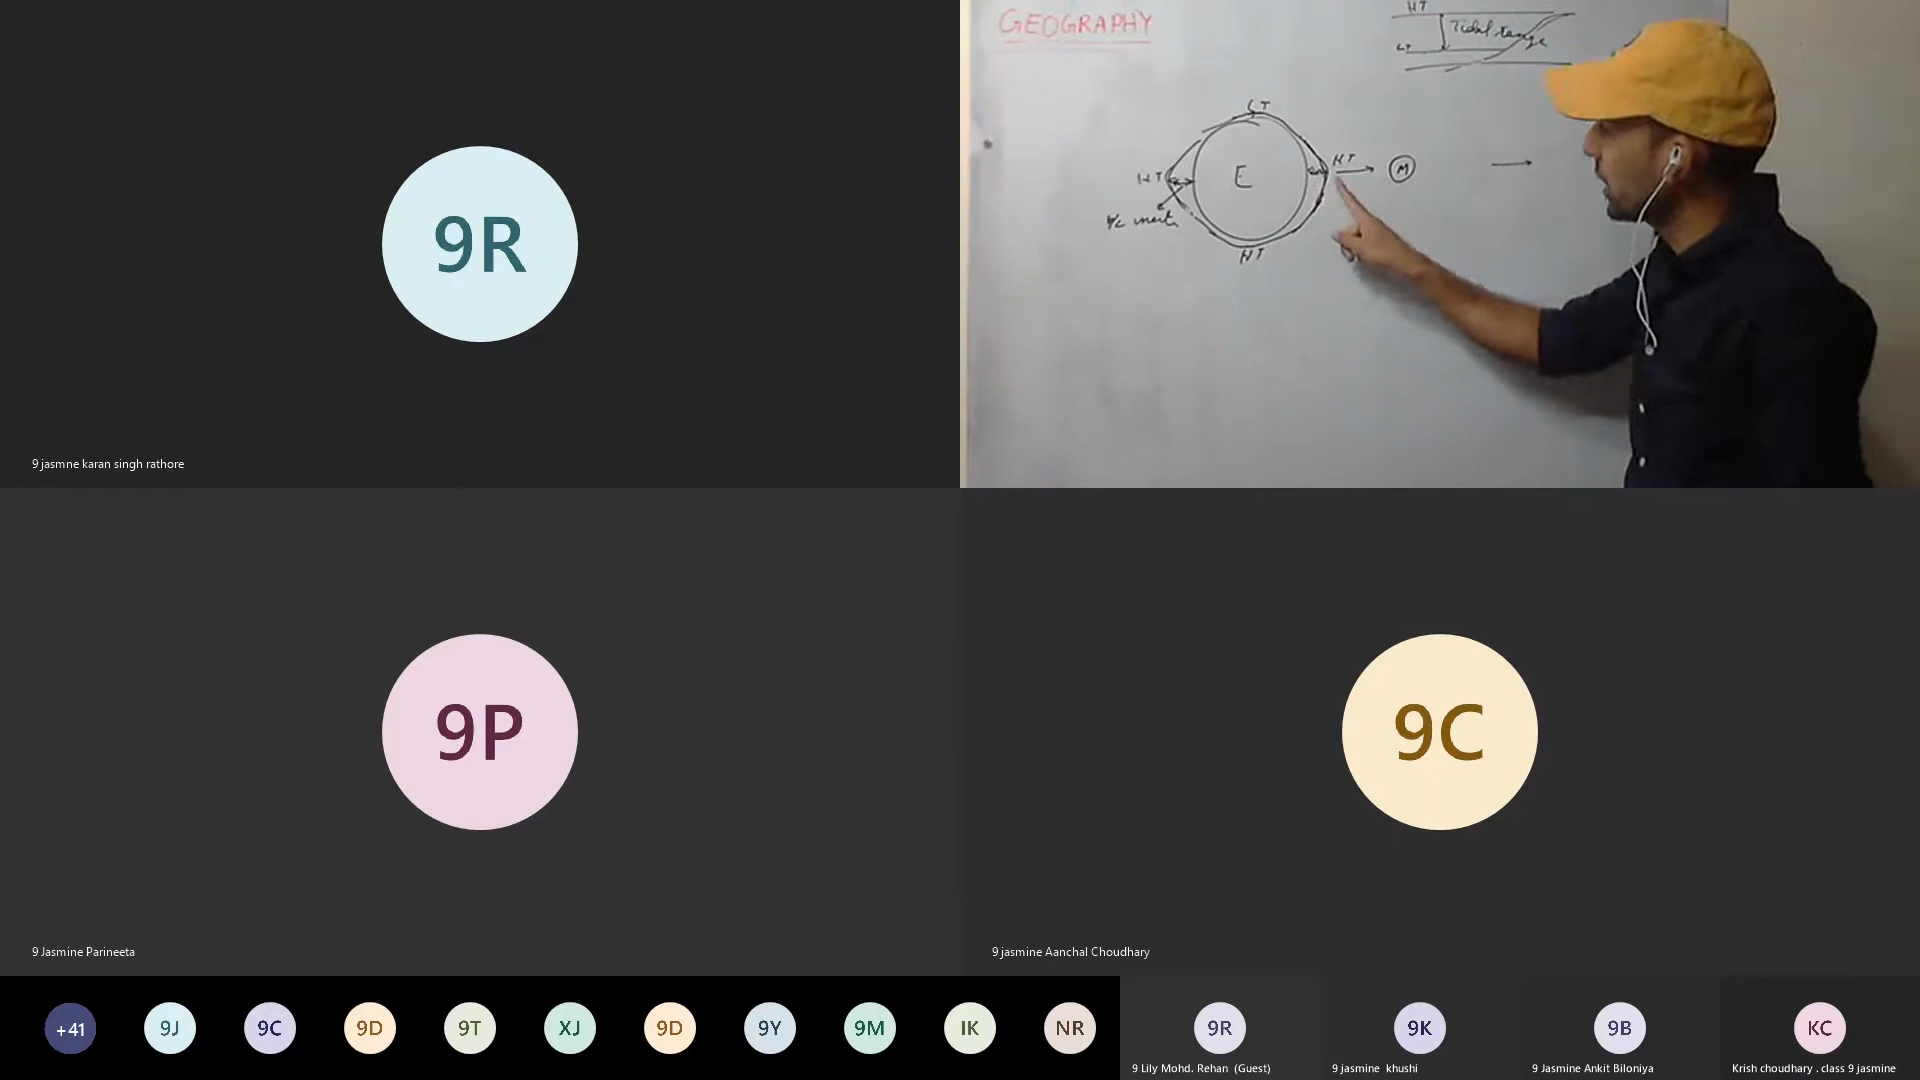 9R
9 jasmne karan singh rathore
GEOGRAPHY
HT
LT
Tidal range
LT
HT
E
HT
M
HT
9P
9 Jasmine Parineeta
9C
9 jasmine Aanchal Choudhary
+41
9J
9C
9D
9T
XJ
9D
9Y
9M
IK
NR
9R
9 Lily Mohd. Rehan (Guest)
9K
9 jasmine khushi
9B
9 Jasmine Ankit Biloniya
KC
Krish choudhary . class 9 jasmine